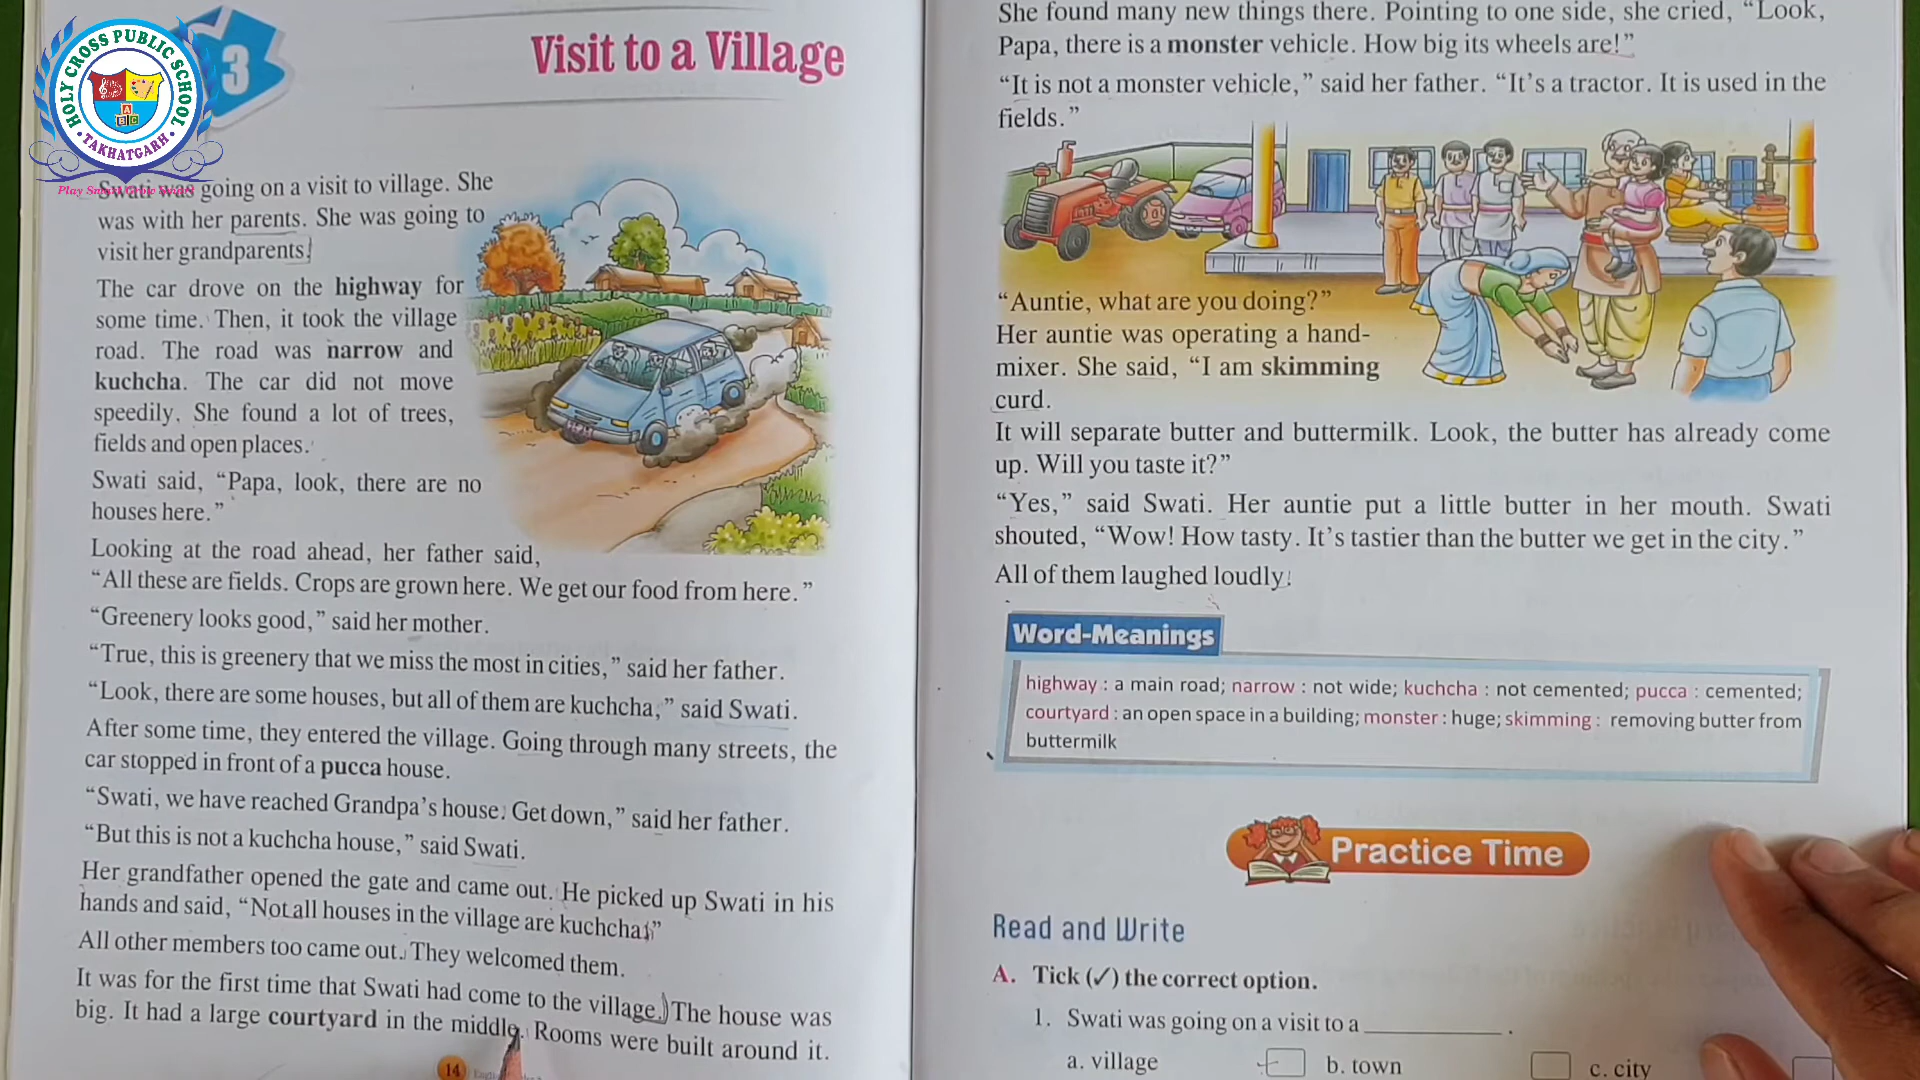 HOLY CROSS PUBLIC SCHOOL
TAKHATGARH
A
B C
3
Visit to a Village
Swati was going on a visit to village. She
was with her parents. She was going to
visit her grandparents.
The car drove on the highway for
some time. Then, it took the village
road. The road was narrow and
kuchcha. The car did not move
speedily. She found a lot of trees,
fields and open places.
Swati said, “Papa, look, there are no
houses here.”
Looking at the road ahead, her father said,
“All these are fields. Crops are grown here. We get our food from here.”
“Greenery looks good,” said her mother.
“True, this is greenery that we miss the most in cities,” said her father.
“Look, there are some houses, but all of them are kuchcha,” said Swati.
After some time, they entered the village. Going through many streets, the
car stopped in front of a pucca house.
“Swati, we have reached Grandpa’s house. Get down,” said her father.
“But this is not a kuchcha house,” said Swati.
Her grandfather opened the gate and came out. He picked up Swati in his
hands and said, “Not all houses in the village are kuchcha.”
All other members too came out. They welcomed them.
It was for the first time that Swati had come to the village. The house was
big. It had a large courtyard in the middle. Rooms were built around it.
14
She found many new things there. Pointing to one side, she cried, “Look,
Papa, there is a monster vehicle. How big its wheels are!”
“It is not a monster vehicle,” said her father. “It’s a tractor. It is used in the
fields.”
“Auntie, what are you doing?”
Her auntie was operating a hand-
mixer. She said, “I am skimming
curd.
It will separate butter and buttermilk. Look, the butter has already come
up. Will you taste it?”
“Yes,” said Swati. Her auntie put a little butter in her mouth. Swati
shouted, “Wow! How tasty. It’s tastier than the butter we get in the city.”
All of them laughed loudly.
Word-Meanings
highway : a main road; narrow : not wide; kuchcha : not cemented; pucca : cemented;
courtyard : an open space in a building; monster : huge; skimming : removing butter from
buttermilk
Practice Time
Read and Write
A. Tick (✓) the correct option.
1. Swati was going on a visit to a ____________ .
a. village b. town c. city